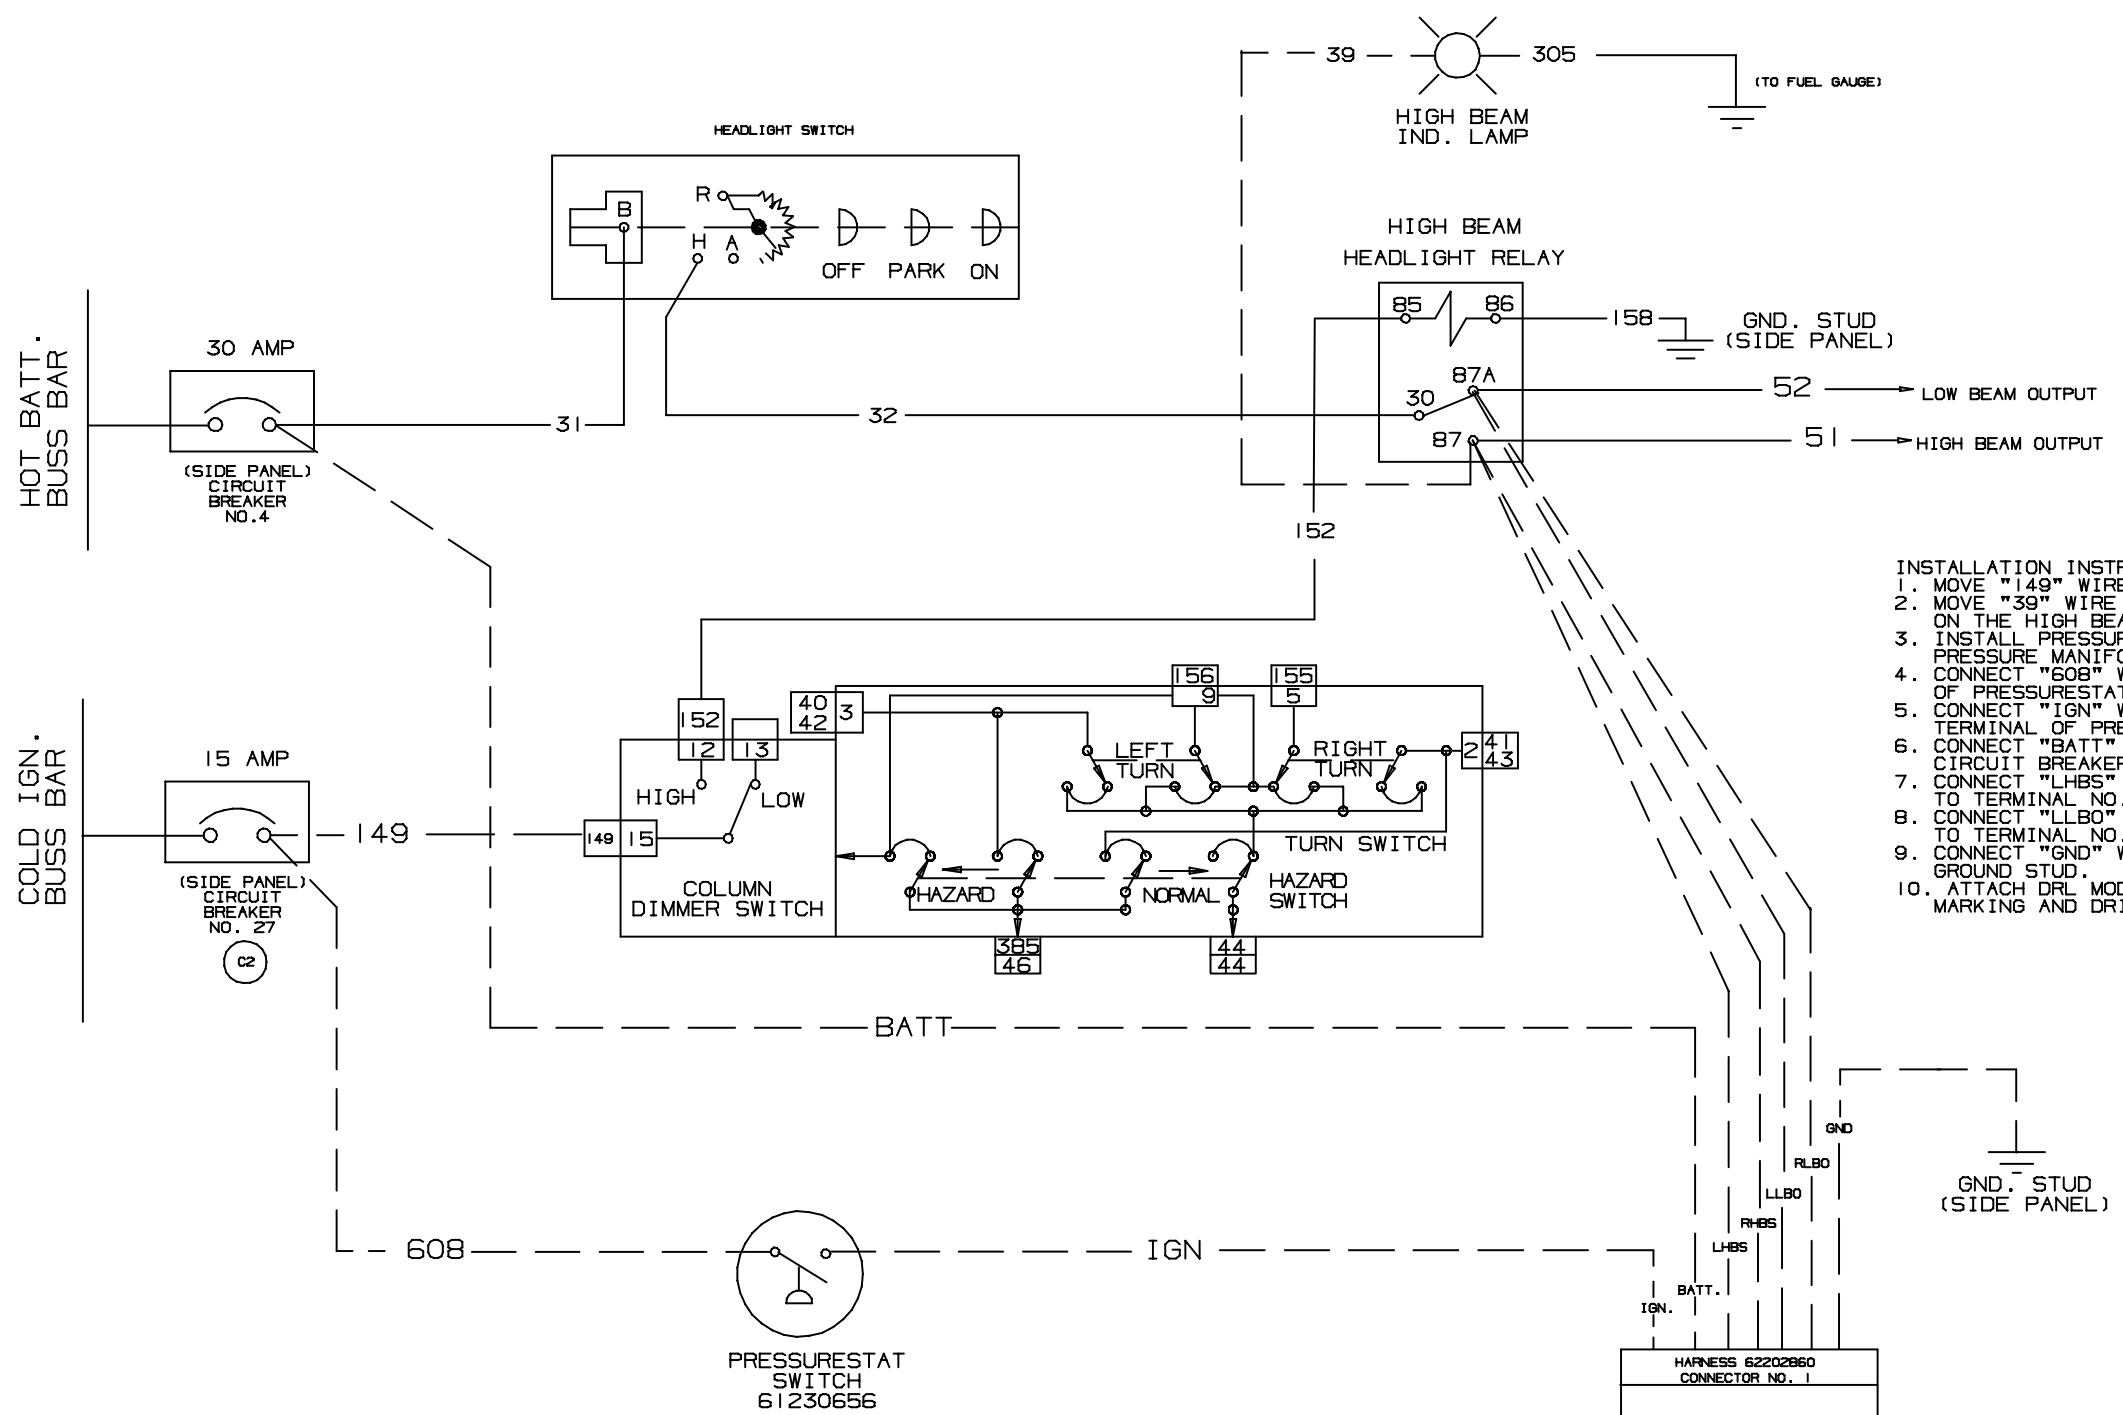 39
305
(TO FUEL GAUGE)
HIGH BEAM
IND. LAMP
HEADLIGHT SWITCH
R
B
H
A
OFF
PARK
ON
HIGH BEAM
HEADLIGHT RELAY
85
86
158
GND. STUD
(SIDE PANEL)
87A
30
87
52
LOW BEAM OUTPUT
51
HIGH BEAM OUTPUT
HOT BATT.
BUSS BAR
30 AMP
31
32
(SIDE PANEL)
CIRCUIT
BREAKER
NO.4
152
INSTALLATION
1. MOVE "149"
2. MOVE "39" WIRE
ON THE HIGH
3. INSTALL
PRESSURE
4. CONNECT "608"
OF
5. CONNECT "IGN"
TERMINAL OF
6. CONNECT "BATT"
CIRCUIT BREAKER
7. CONNECT "LHBS"
TO TERMINAL NO.
8. CONNECT "LLBO"
TO TERMINAL NO.
9. CONNECT "GND"
GROUND STUD.
10. ATTACH DRL
MARKING AND
COLD IGN.
BUSS BAR
15 AMP
149
(SIDE PANEL)
CIRCUIT
BREAKER
NO. 27
C2
152
12
13
HIGH
LOW
149
15
COLUMN
DIMMER SWITCH
40
42
3
156
9
155
5
2
41
43
LEFT
TURN
RIGHT
TURN
TURN SWITCH
HAZARD
NORMAL
HAZARD
SWITCH
385
46
44
44
BATT
608
IGN
PRESSURESTAT
SWITCH
61230656
GND
RLBO
LLBO
RHBS
LHBS
BATT.
IGN.
GND. STUD
(SIDE PANEL)
HARNESS 62202860
CONNECTOR NO. 1